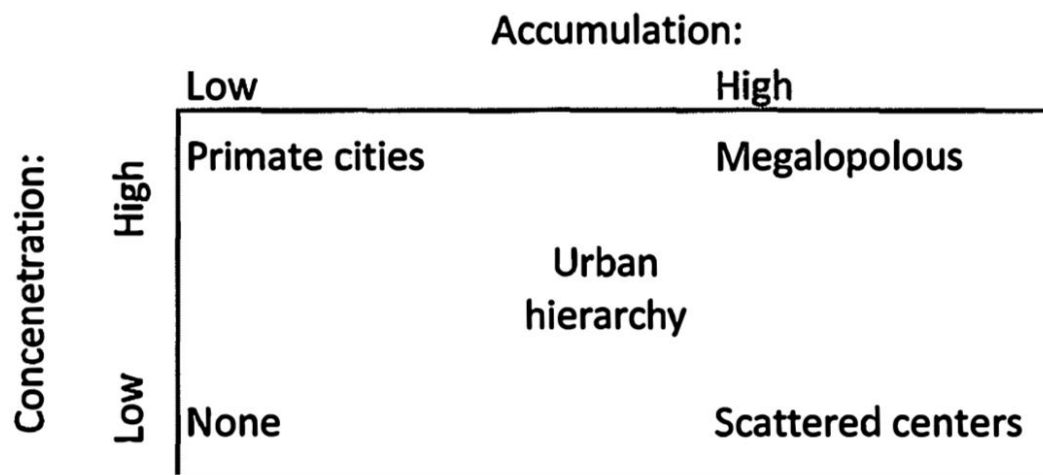 Accumulation:
Low High
Concenetration:
High
Primate cities Megalopolous
Urban
hierarchy
Low
None Scattered centers